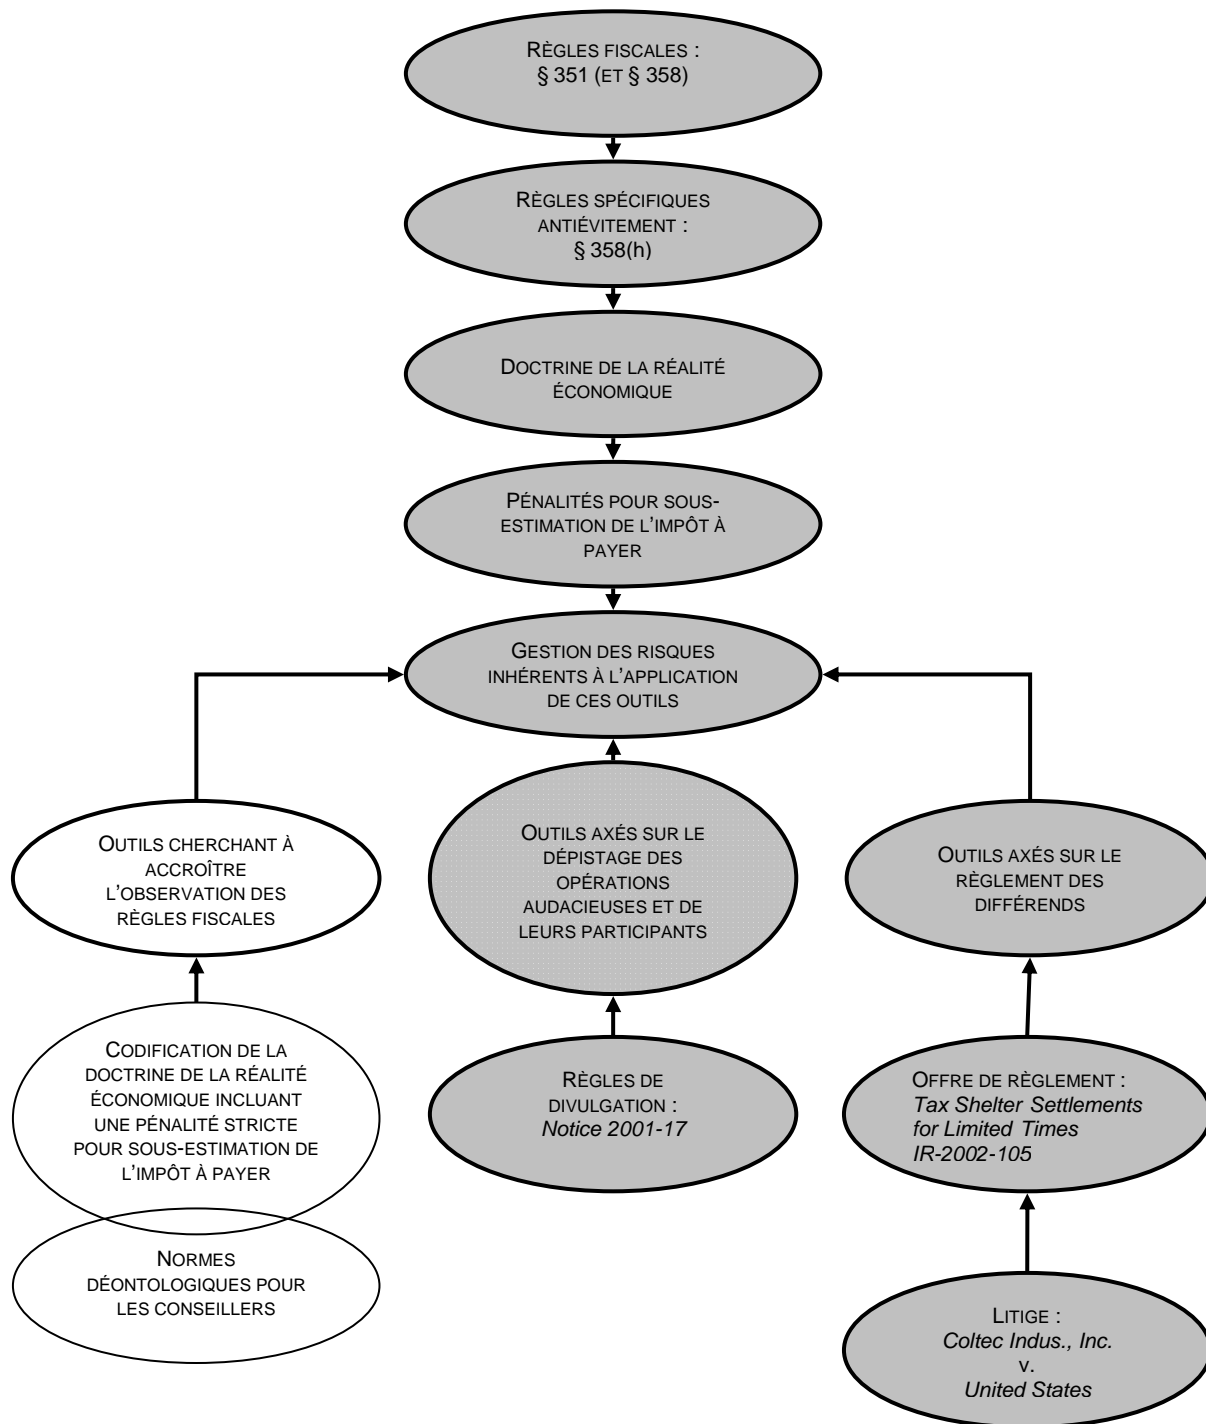 RÈGLES FISCALES :
§ 351 (ET § 358)
RÈGLES SPÉCIFIQUES
ANTIÉVITEMENT :
§ 358(h)
DOCTRINE DE LA RÉALITÉ
ÉCONOMIQUE
PÉNALITÉS POUR SOUS-
ESTIMATION DE L'IMPÔT À
PAYER
GESTION DES RISQUES
INHÉRENTS À L'APPLICATION
DE CES OUTILS
OUTILS CHERCHANT À
ACCROÎTRE
L'OBSERVATION DES
RÈGLES FISCALES
OUTILS AXÉS SUR LE
DÉPISTAGE DES
OPÉRATIONS
AUDACIEUSES ET DE
LEURS PARTICIPANTS
OUTILS AXÉS SUR LE
RÈGLEMENT DES
DIFFÉRENDS
CODIFICATION DE LA
DOCTRINE DE LA RÉALITÉ
ÉCONOMIQUE INCLUANT
UNE PÉNALITÉ STRICTE
POUR SOUS-ESTIMATION DE
L'IMPÔT À PAYER
RÈGLES DE
DIVULGATION :
Notice 2001-17
OFFRE DE RÈGLEMENT :
Tax Shelter Settlements
for Limited Times
IR-2002-105
NORMES
DÉONTOLOGIQUES POUR
LES CONSEILLERS
LITIGE :
Coltec Indus., Inc.
v.
United States